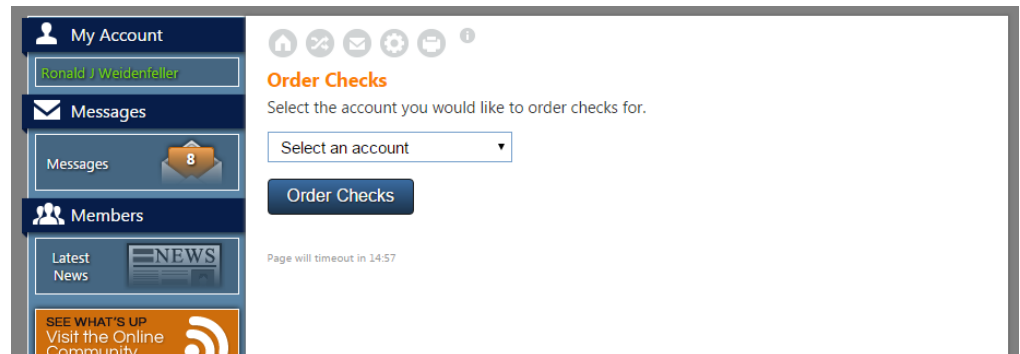 My Account
Ronald J Weidenfeller
Messages
Messages
8
Members
Latest
News
NEWS
SEE WHAT'S UP
Visit the Online
Community
i
Order Checks
Select the account you would like to order checks for.
Select an account
Order Checks
Page will timeout in 14:57